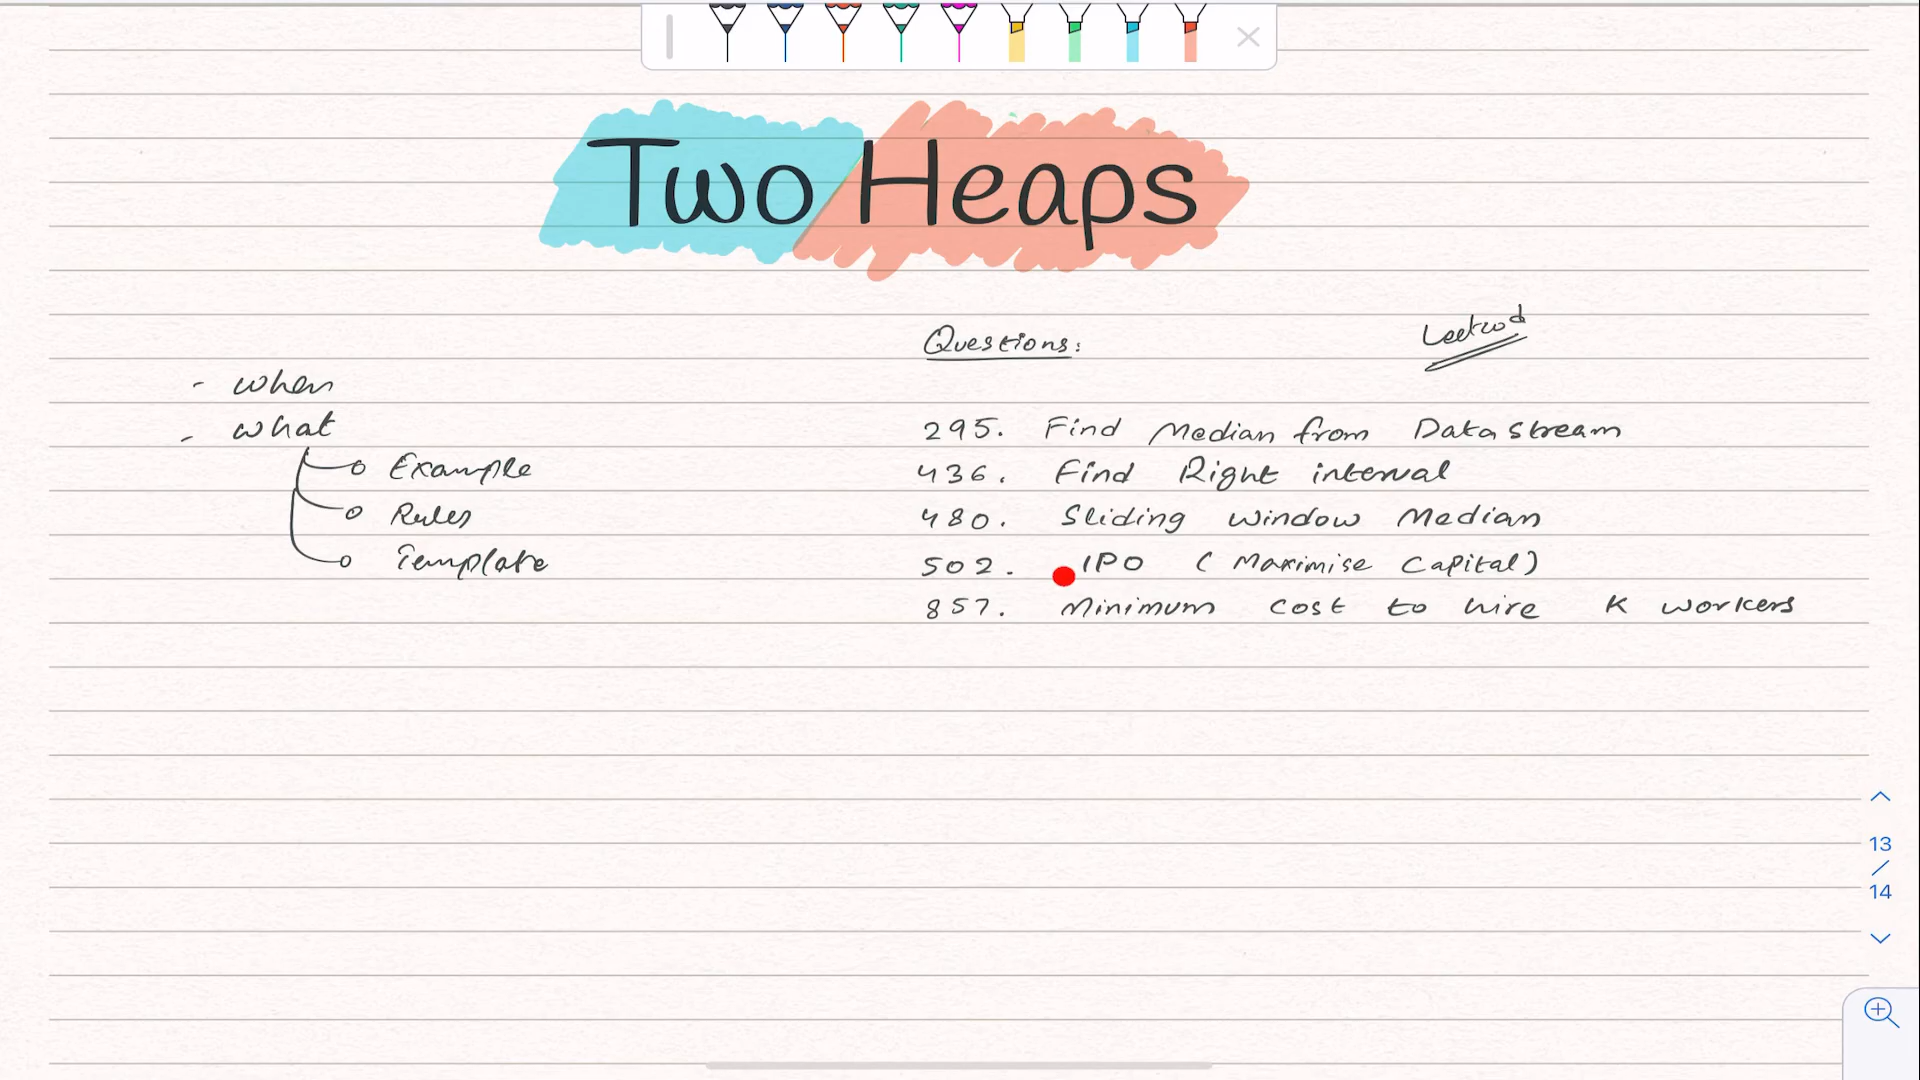 Two Heaps
Questions:
Leetcod
- when
- what
Example
Rules
Template
295. Find Median from Data stream
436. Find Right interval
480. Sliding window Median
502. IPO ( Maximise Capital)
857. Minimum cost to hire K workers
13
/
14